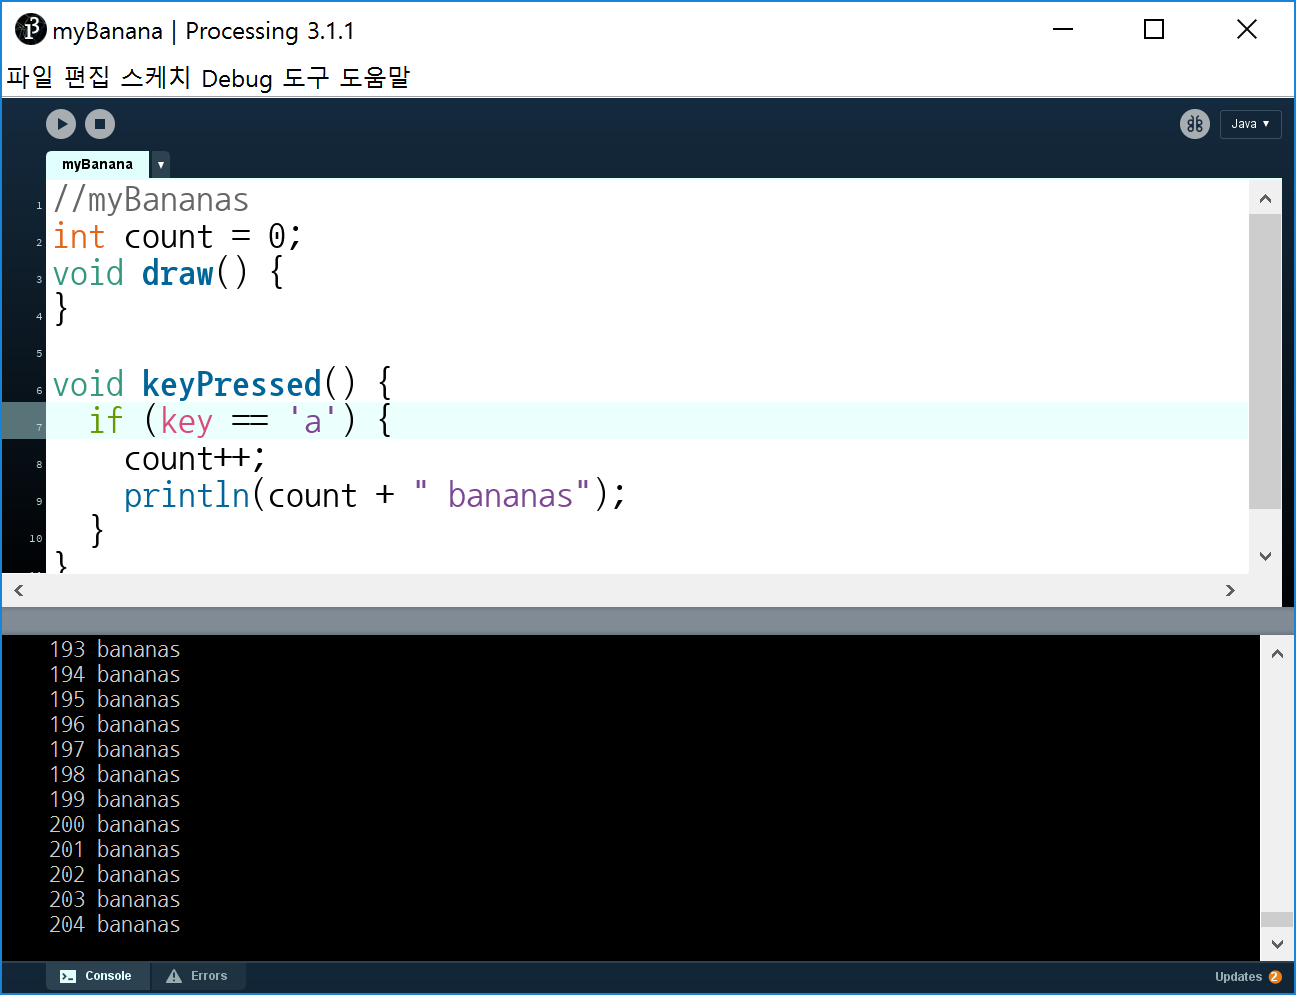 myBanana | Processing 3.1.1
파일 편집 스케치 Debug 도구 도움말
Java ▼
myBanana ▼
1 //myBananas
2 int count = 0;
3 void draw() {
4 }
5
6 void keyPressed() {
7   if (key == 'a') {
8     count++;
9     println(count + " bananas");
10   }
}
193 bananas
194 bananas
195 bananas
196 bananas
197 bananas
198 bananas
199 bananas
200 bananas
201 bananas
202 bananas
203 bananas
204 bananas
Console Errors Updates 2